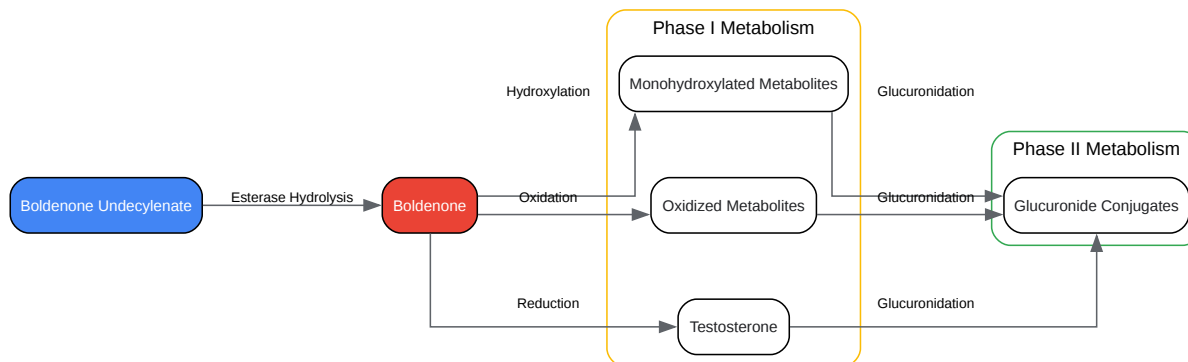 Phase I Metabolism
Monohydroxylated Metabolites
Hydroxylation
Glucuronidation
Phase II Metabolism
Boldenone Undecylenate
Esterase Hydrolysis
Boldenone
Oxidation
Oxidized Metabolites
Glucuronidation
Glucuronide Conjugates
Reduction
Glucuronidation
Testosterone